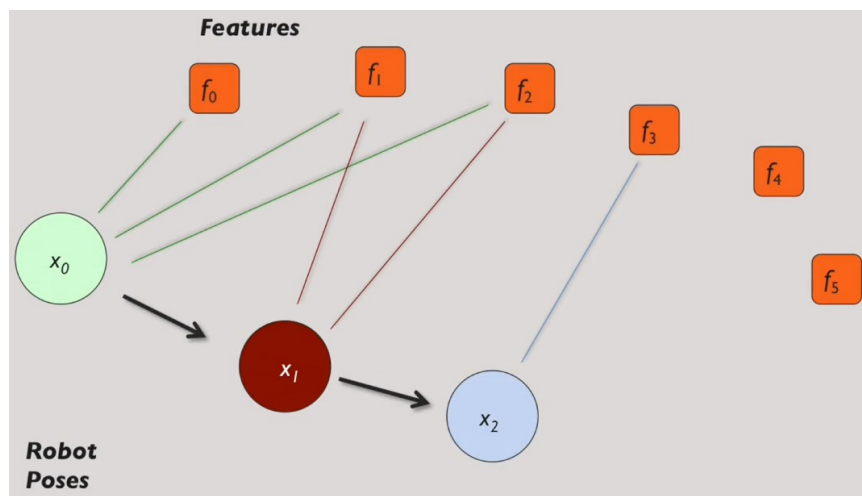 Features
f₀
f₁
f₂
f₃
f₄
f₅
x₀
x₁
x₂
Robot
Poses